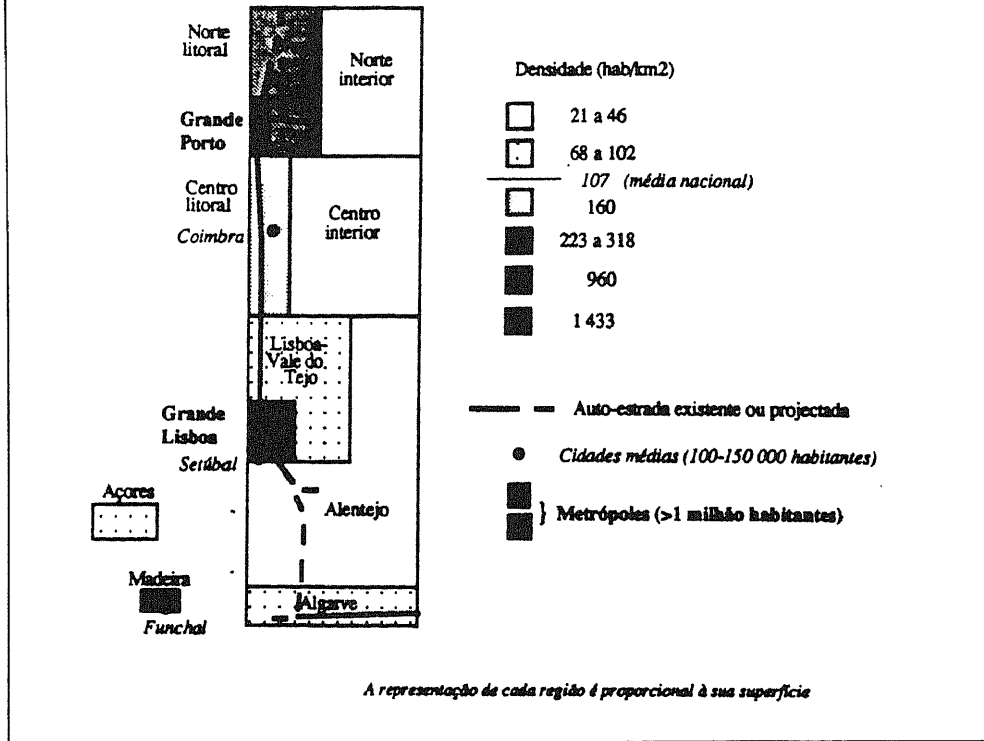 Norte
litoral
Norte
interior
Grande
Porto
Centro
litoral
Coimbra
Centro
interior
Lisboa-
Vale do
Tejo
Grande
Lisboa
Setúbal
Açores
Alentejo
Madeira
Funchal
Algarve
Densidade (hab/km2)
21 a 46
68 a 102
107 (média nacional)
160
223 a 318
960
1 433
Auto-estrada existente ou projectada
Cidades médias (100-150 000 habitantes)
} Metrópoles (>1 milhão habitantes)
A representação de cada região é proporcional à sua superfície